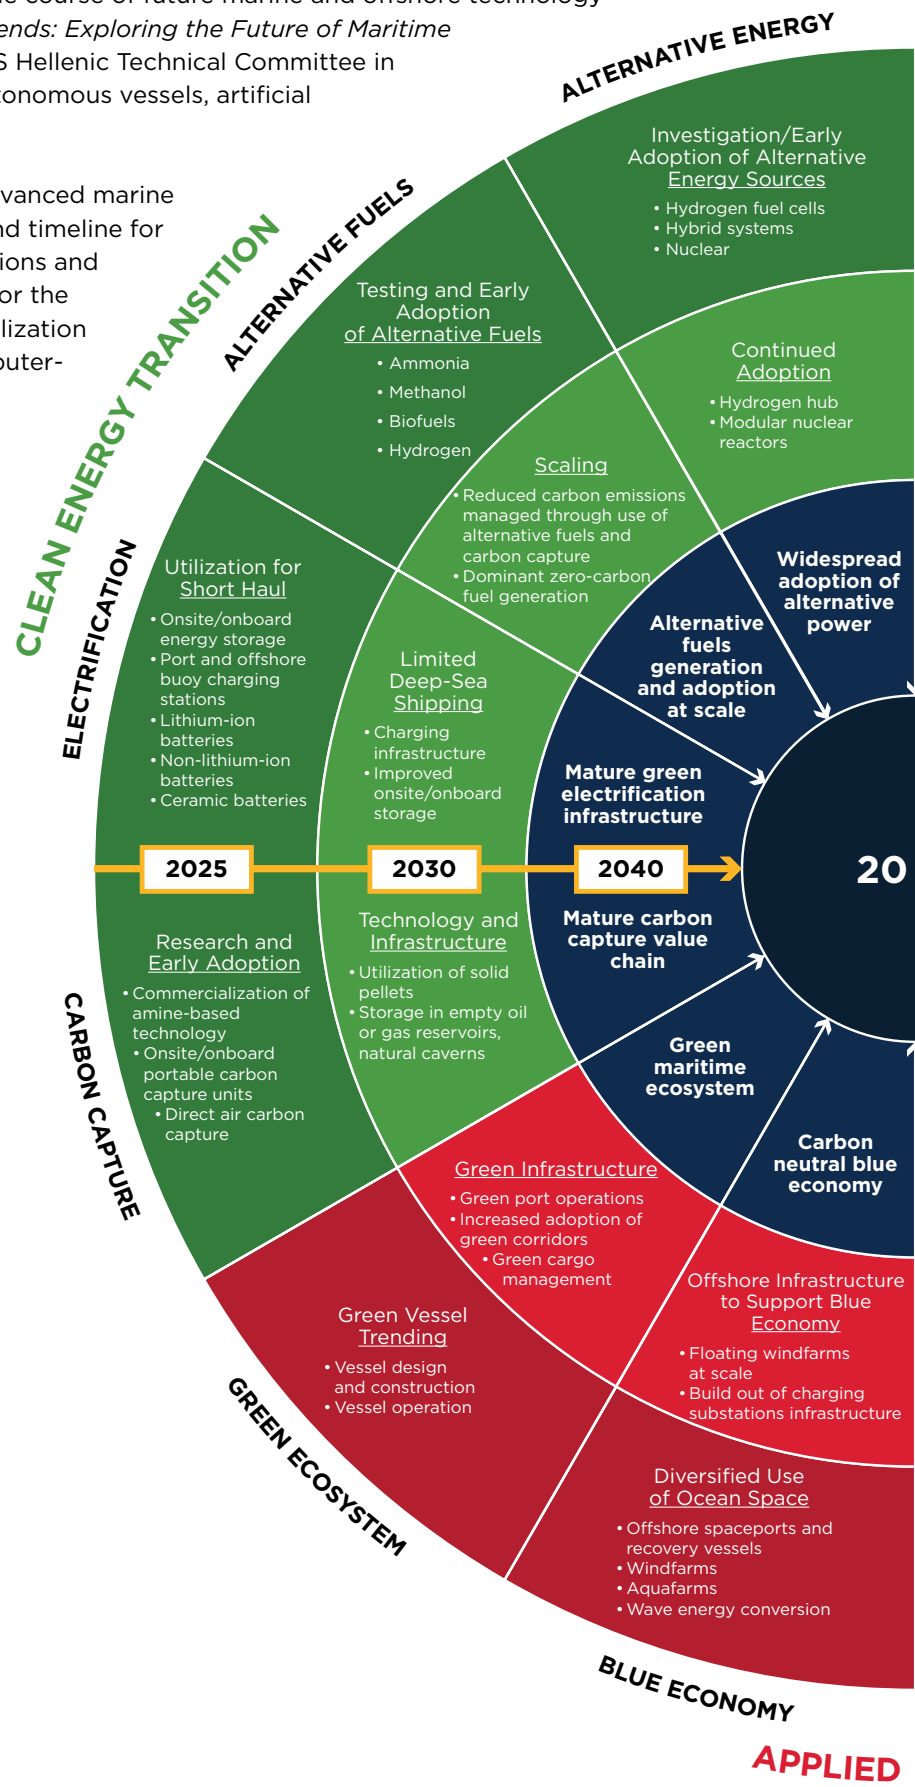 course of future marine and offshore technology
Exploring the Future of Maritime
Hellenic Technical Committee in
vessels, artificial
marine
timeline for
and
the
ALTERNATIVE ENERGY
Investigation/Early
Adoption of Alternative
Energy Sources
• Hydrogen fuel cells
• Hybrid systems
• Nuclear
Continued
Adoption
• Hydrogen hub
• Modular nuclear
reactors
Widespread
adoption of
alternative
power
CLEAN ENERGY TRANSITION
ALTERNATIVE FUELS
Testing and Early
Adoption
of Alternative Fuels
• Ammonia
• Methanol
• Biofuels
• Hydrogen
Scaling
• Reduced carbon emissions
managed through use of
alternative fuels and
carbon capture
• Dominant zero-carbon
fuel generation
Alternative
fuels
generation
and adoption
at scale
ELECTRIFICATION
Utilization for
Short Haul
• Onsite/onboard
energy storage
• Port and offshore
buoy charging
stations
• Lithium-ion
batteries
• Non-lithium-ion
batteries
• Ceramic batteries
Limited
Deep-Sea
Shipping
• Charging
infrastructure
• Improved
onsite/onboard
storage
Mature green
electrification
infrastructure
2025
2030
2040
20
CARBON CAPTURE
Research and
Early Adoption
• Commercialization of
amine-based
technology
• Onsite/onboard
portable carbon
capture units
• Direct air carbon
capture
Technology and
Infrastructure
• Utilization of solid
pellets
• Storage in empty oil
or gas reservoirs,
natural caverns
Mature carbon
capture value
chain
GREEN ECOSYSTEM
Green Vessel
Trending
• Vessel design
and construction
• Vessel operation
Green Infrastructure
• Green port operations
• Increased adoption of
green corridors
• Green cargo
management
Green
maritime
ecosystem
BLUE ECONOMY
Diversified Use
of Ocean Space
• Offshore spaceports and
recovery vessels
• Windfarms
• Aquafarms
• Wave energy conversion
Offshore Infrastructure
to Support Blue
Economy
• Floating windfarms
at scale
• Build out of charging
substations infrastructure
Carbon
neutral blue
economy
APPLIED